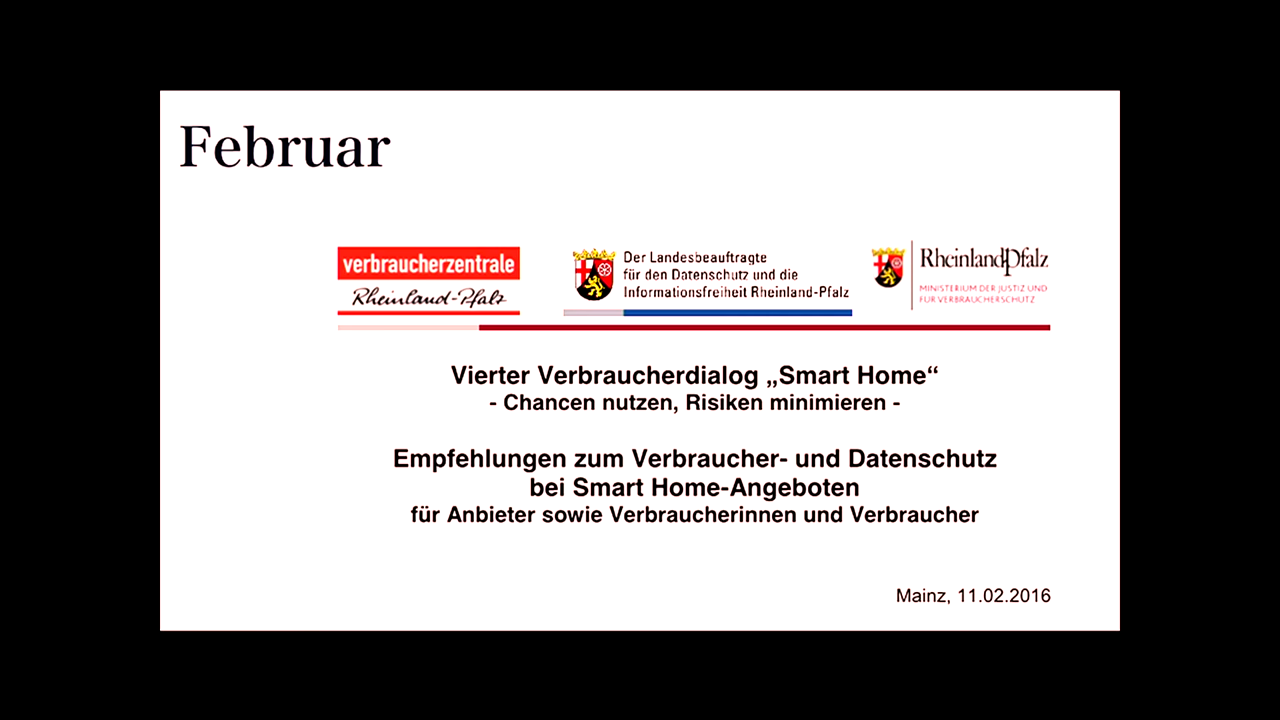 Februar
verbraucherzentrale
Rheinland-Pfalz
Der Landesbeauftragte
für den Datenschutz und die
Informationsfreiheit Rheinland-Pfalz
RheinlandPfalz
MINISTERIUM DER JUSTIZ UND
FÜR VERBRAUCHERSCHUTZ
Vierter Verbraucherdialog „Smart Home“
- Chancen nutzen, Risiken minimieren -
Empfehlungen zum Verbraucher- und Datenschutz
bei Smart Home-Angeboten
für Anbieter sowie Verbraucherinnen und Verbraucher
Mainz, 11.02.2016